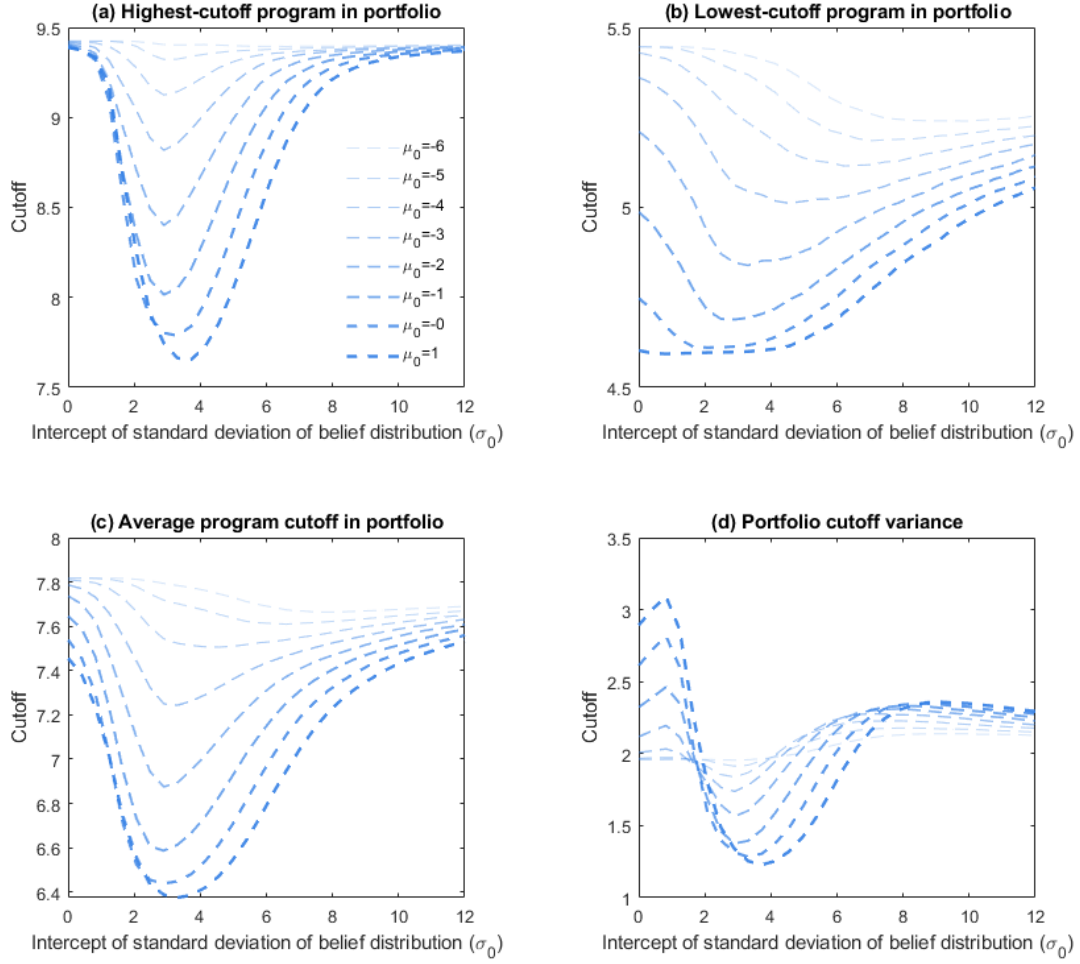 (a) Highest-cutoff program in portfolio
9.5
9
8.5
8
7.5
Cutoff
μ0=-6
μ0=-5
μ0=-4
μ0=-3
μ0=-2
μ0=-1
μ0=-0
μ0=1
0 2 4 6 8 10 12
Intercept of standard deviation of belief distribution (σ0)
(b) Lowest-cutoff program in portfolio
5.5
5
4.5
Cutoff
0 2 4 6 8 10 12
Intercept of standard deviation of belief distribution (σ0)
(c) Average program cutoff in portfolio
8
7.8
7.6
7.4
7.2
7
6.8
6.6
6.4
Cutoff
0 2 4 6 8 10 12
Intercept of standard deviation of belief distribution (σ0)
(d) Portfolio cutoff variance
3.5
3
2.5
2
1.5
1
Cutoff
0 2 4 6 8 10 12
Intercept of standard deviation of belief distribution (σ0)